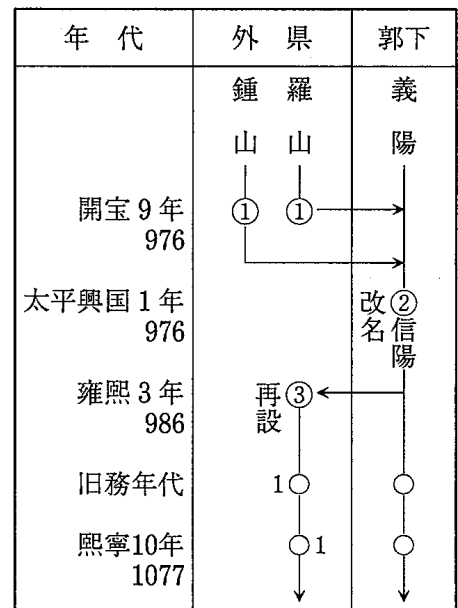 年 代 外 県 郭下
鍾山 羅山 義陽
開宝9年 ① ①
976
太平興国1年 改名 ②信陽
976
雍熙3年 再設 ③
986
旧務年代 1○ ○
熙寧10年 ○1 ○
1077